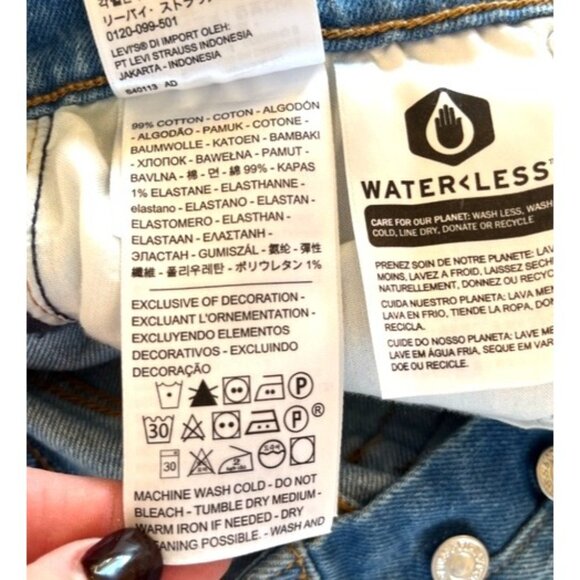 リーバイ・ストラウ
0120-099-501
LEVI'S® DI IMPORT OLEH:
PT LEVI STRAUSS INDONESIA
JAKARTA - INDONESIA
S40113 AD
99% COTTON - COTON - ALGODÓN
- ALGODÃO - PAMUK - COTONE -
BAUMWOLLE - KATOEN - BAMBAKI
- ХЛОПОК - BAWEŁNA - PAMUT -
BAVLNA - 棉 - 면 - 綿 99% - KAPAS
1% ELASTANE - ELASTHANNE -
elastano - ELASTANO - ELASTAN -
ELASTOMERO - ELASTHAN -
ELASTAAN - ΕΛΑΣΤΑΝΗ -
ЭЛАСТАН - GUMISZÁL - 氨纶 - 彈性
纖維 - 폴리우레탄 - ポリウレタン 1%
EXCLUSIVE OF DECORATION -
EXCLUANT L'ORNEMENTATION -
EXCLUYENDO ELEMENTOS
DECORATIVOS - EXCLUINDO
DECORAÇÃO
P
30 P ®
30
MACHINE WASH COLD - DO NOT
BLEACH - TUMBLE DRY MEDIUM -
WARM IRON IF NEEDED - DRY
CLEANING POSSIBLE. - WASH AND
WATER<LESS™
CARE FOR OUR PLANET: WASH LESS, WASH
COLD, LINE DRY, DONATE OR RECYCLE
PRENEZ SOIN DE NOTRE PLANETE: LAV
MOINS, LAVEZ A FROID, LAISSEZ SECHE
NATURELLEMENT, DONNEZ OU RECYC
CUIDA NUESTRO PLANETA: LAVA MEN
LAVA EN FRIO, TIENDE LA ROPA, DON
RECICLA.
CUIDE DO NOSSO PLANETA: LAVE ME
LAVE EM ÁGUA FRIA, SEQUE EM VAR
DOE OU RECICLE.